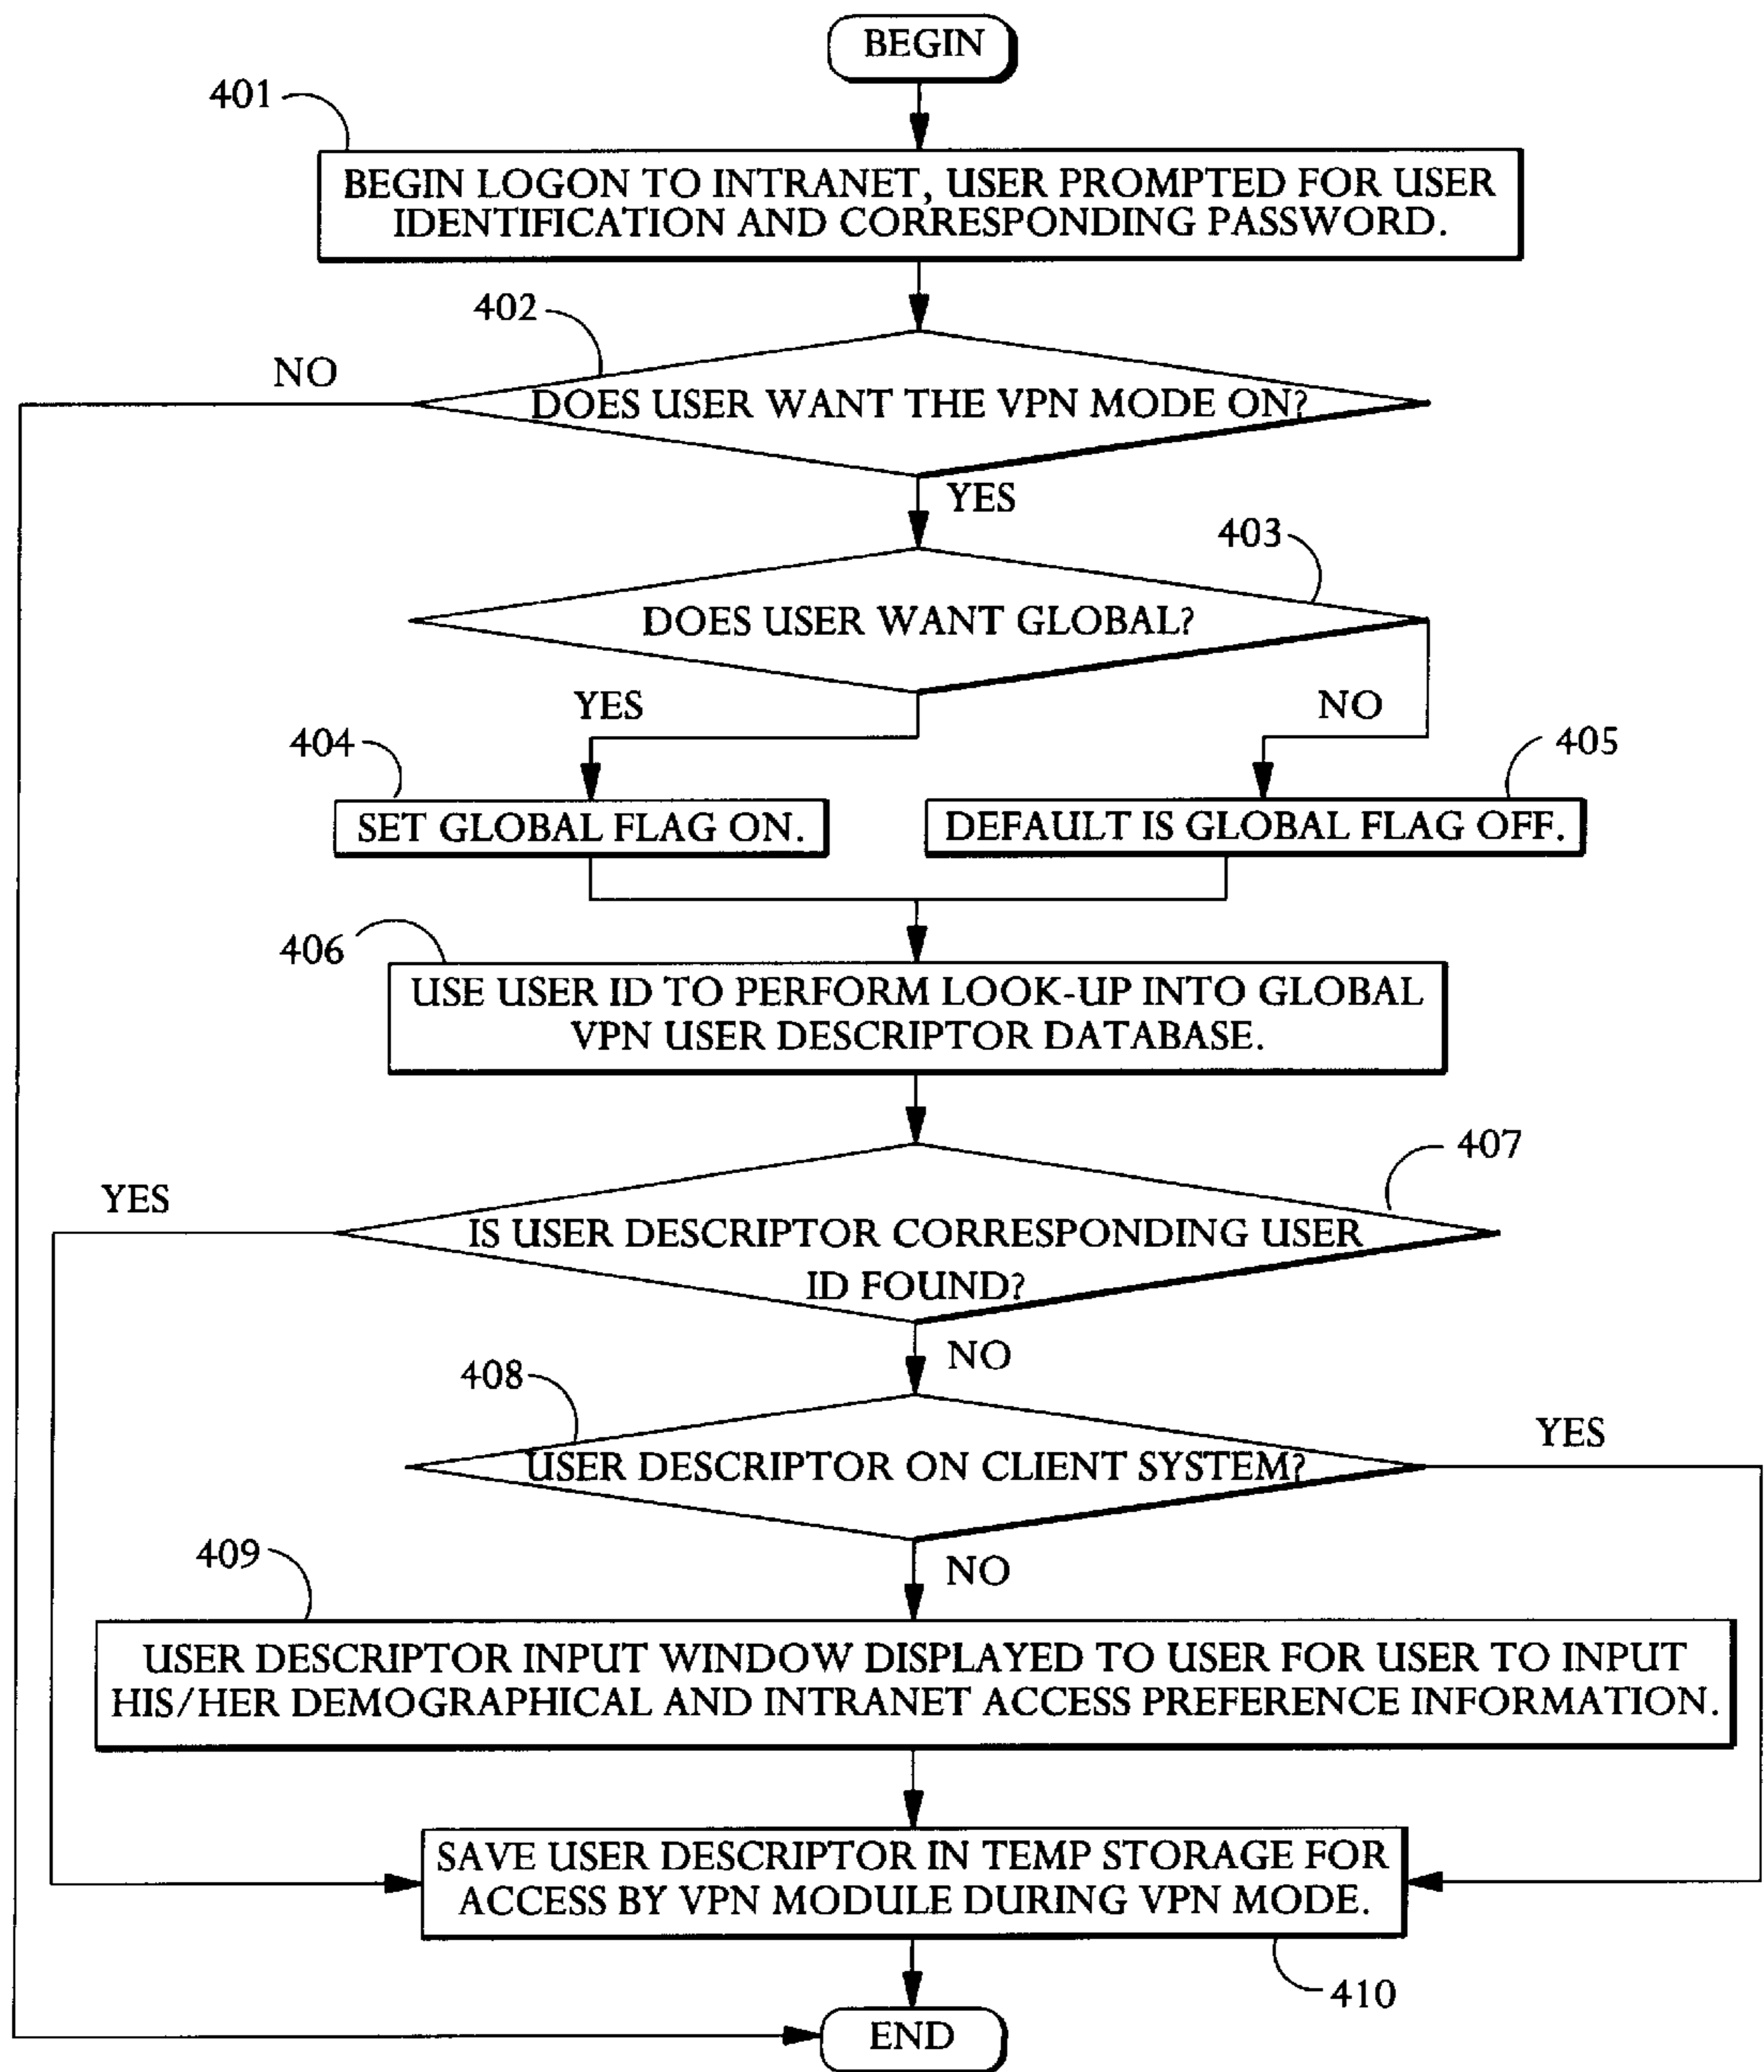 BEGIN
401
BEGIN LOGON TO INTRANET, USER PROMPTED FOR USER
IDENTIFICATION AND CORRESPONDING PASSWORD.
402
NO
DOES USER WANT THE VPN MODE ON?
YES
403
DOES USER WANT GLOBAL?
YES
NO
404
405
SET GLOBAL FLAG ON.
DEFAULT IS GLOBAL FLAG OFF.
406
USE USER ID TO PERFORM LOOK-UP INTO GLOBAL
VPN USER DESCRIPTOR DATABASE.
407
YES
IS USER DESCRIPTOR CORRESPONDING USER
ID FOUND?
NO
408
YES
USER DESCRIPTOR ON CLIENT SYSTEM?
409
NO
USER DESCRIPTOR INPUT WINDOW DISPLAYED TO USER FOR USER TO INPUT
HIS/HER DEMOGRAPHICAL AND INTRANET ACCESS PREFERENCE INFORMATION.
SAVE USER DESCRIPTOR IN TEMP STORAGE FOR
ACCESS BY VPN MODULE DURING VPN MODE.
410
END